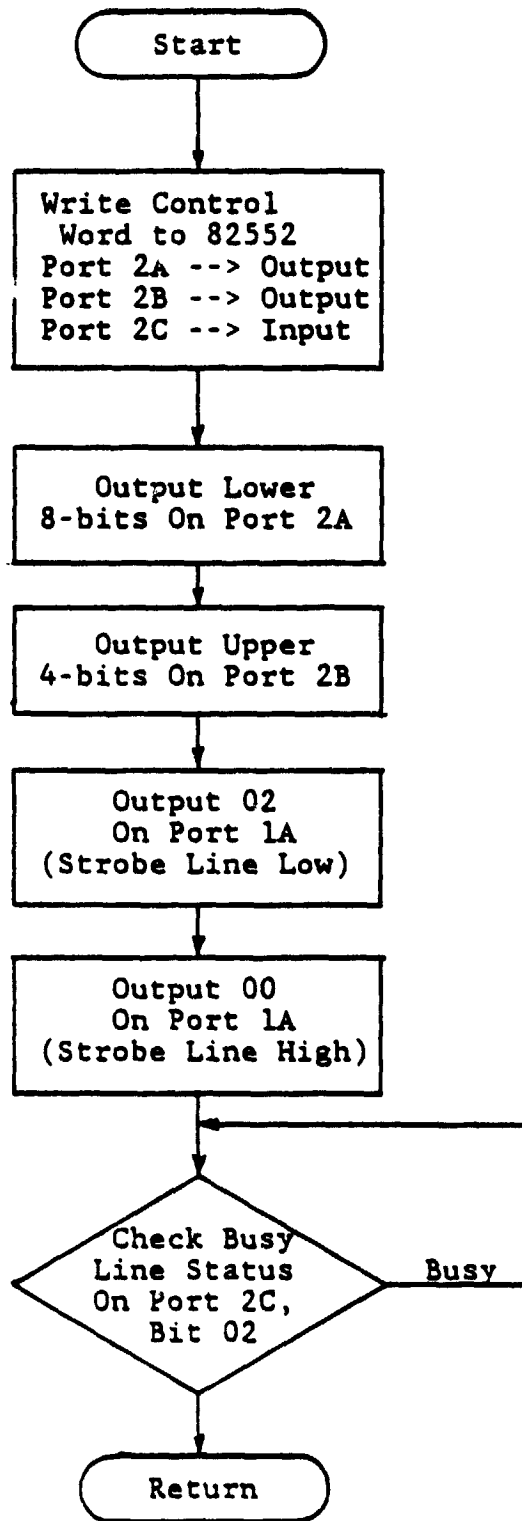 Start
Write Control
Word to 82552
Port 2A --> Output
Port 2B --> Output
Port 2C --> Input
Output Lower
8-bits On Port 2A
Output Upper
4-bits On Port 2B
Output 02
On Port 1A
(Strobe Line Low)
Output 00
On Port 1A
(Strobe Line High)
Check Busy
Line Status
On Port 2C,
Bit 02
Busy
Return